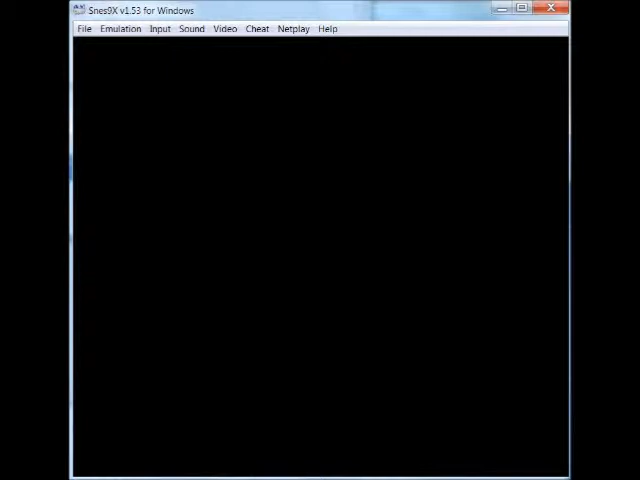 Snes9X v1.53 for Windows
File Emulation Input Sound Video Cheat Netplay Help